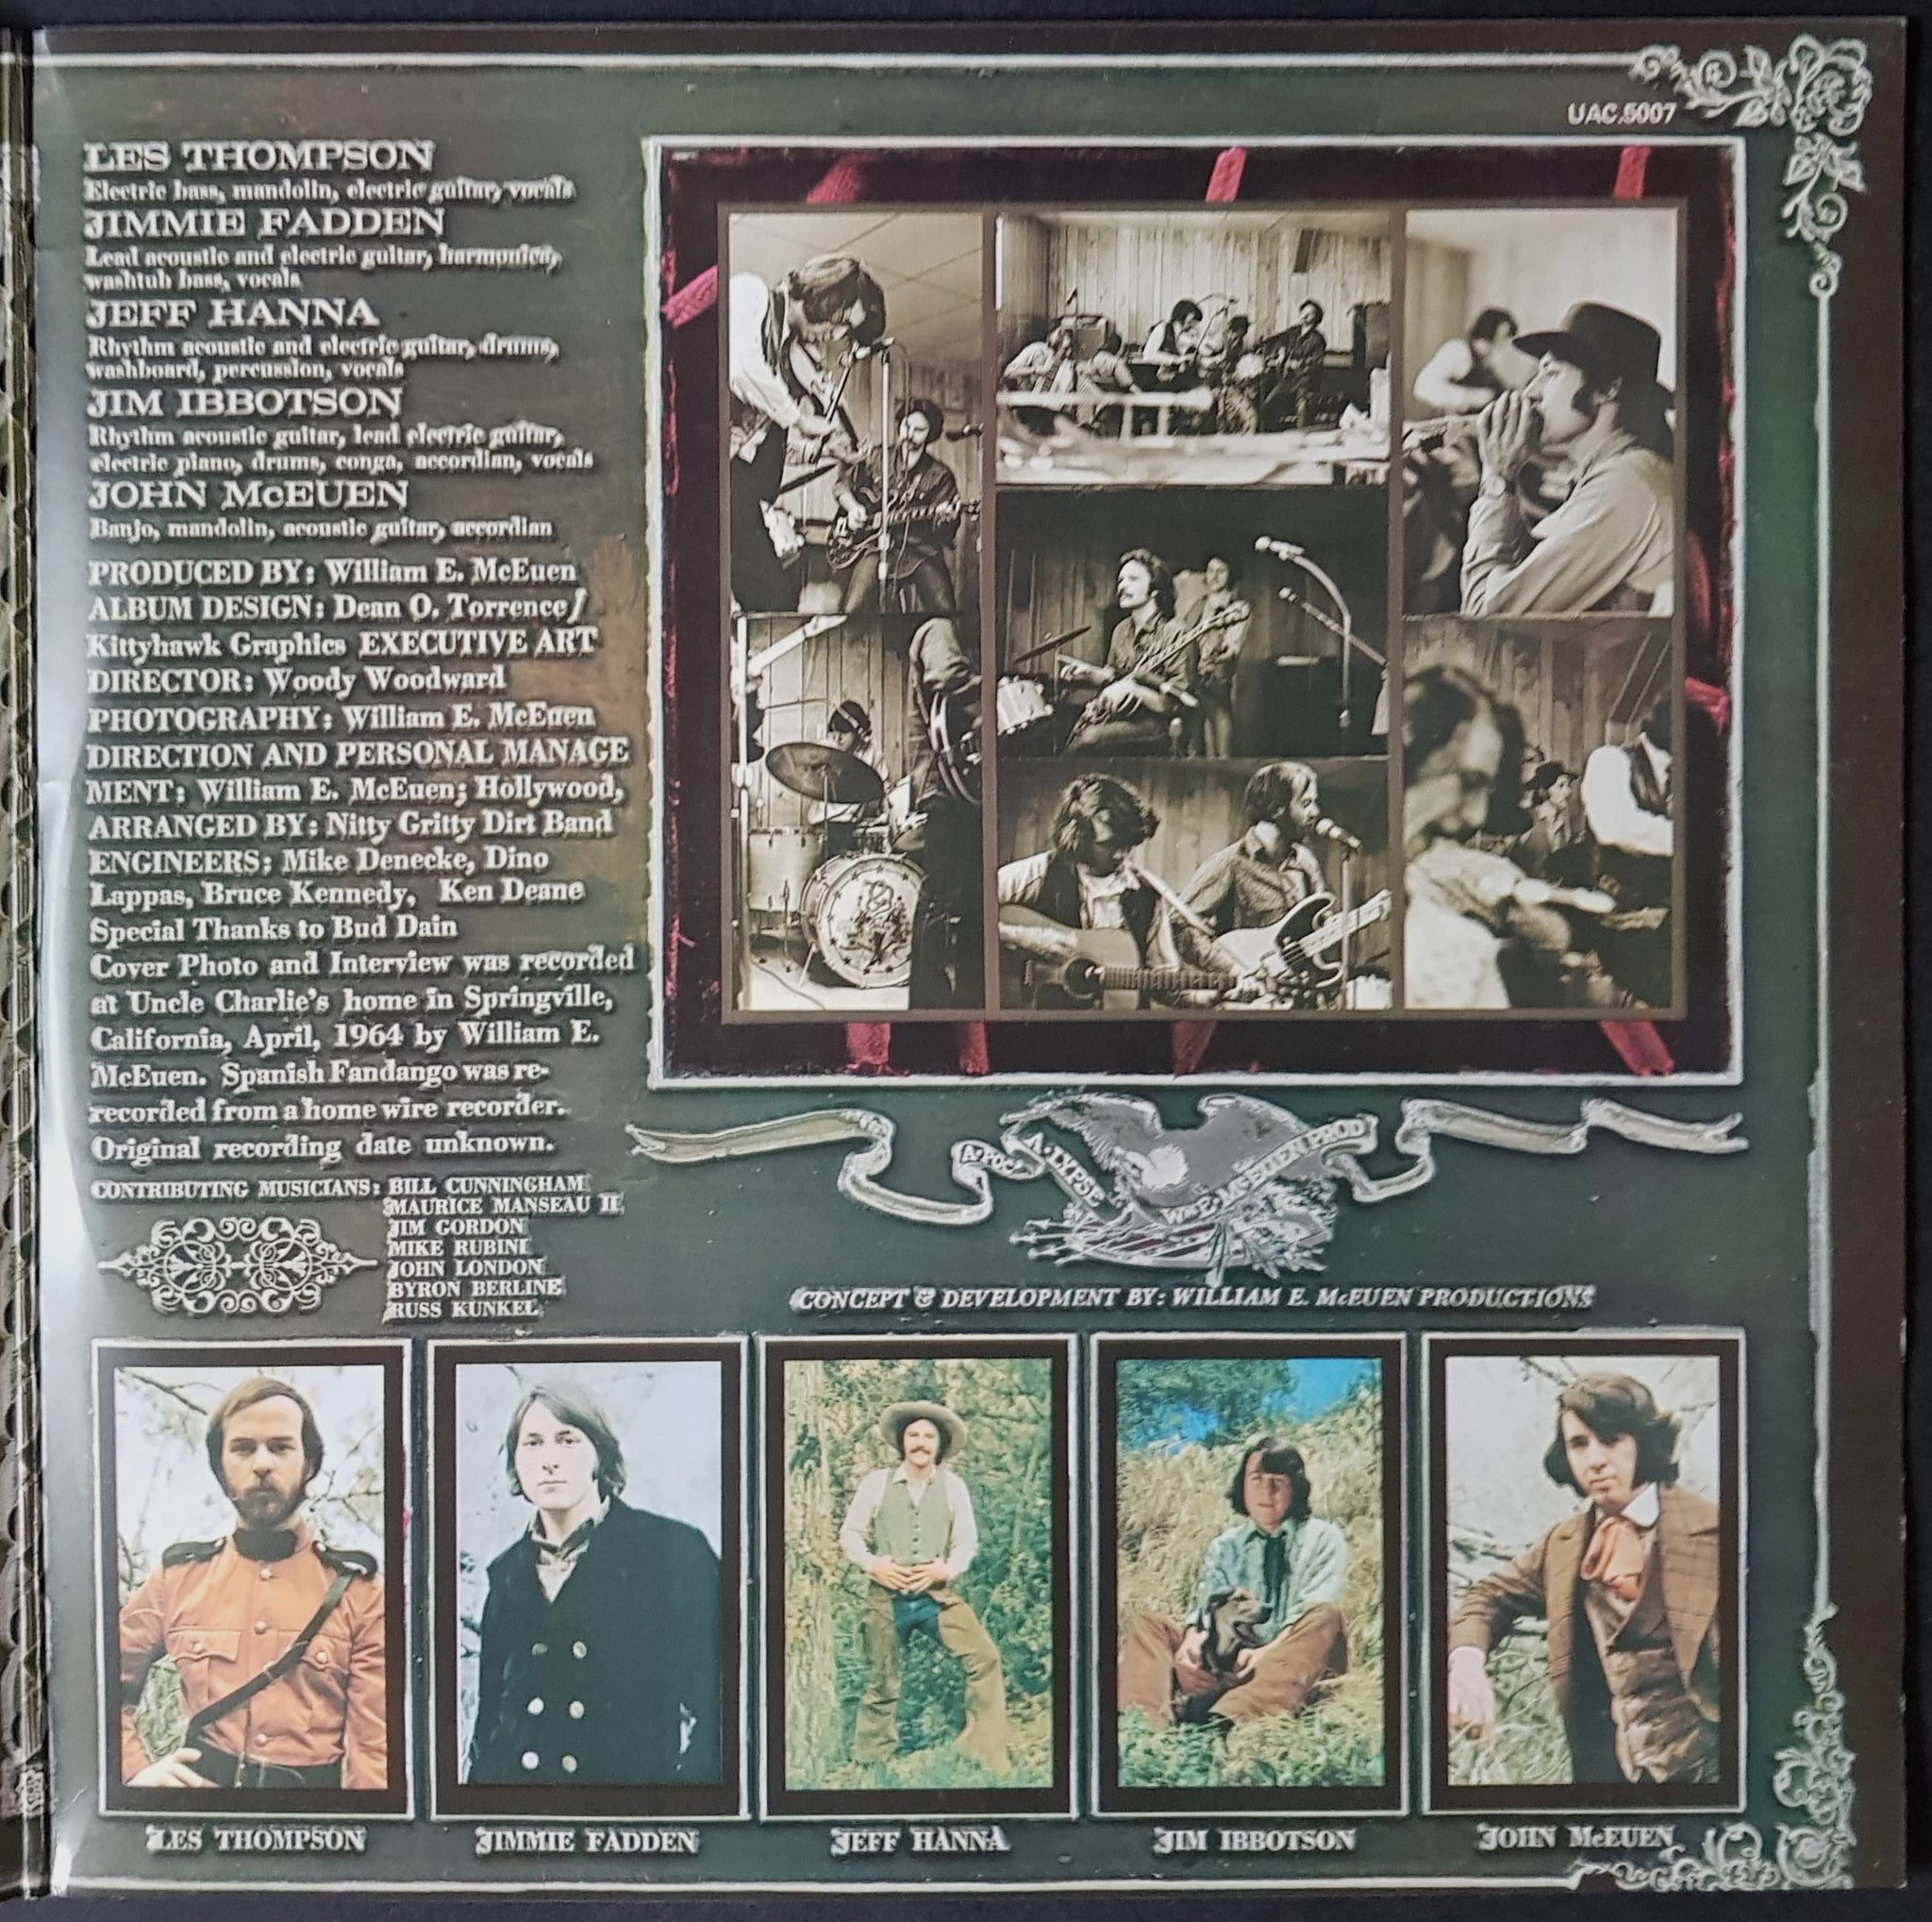 UAC.5007
LES THOMPSON
Electric bass, mandolin, electric guitar, vocals
JIMMIE FADDEN
Lead acoustic and electric guitar, harmonica,
washtub bass, vocals
JEFF HANNA
Rhythm acoustic and electric guitar, drums,
washboard, percussion, vocals
JIM IBBOTSON
Rhythm acoustic guitar, lead electric guitar,
electric piano, drums, conga, accordian, vocals
JOHN McEUEN
Banjo, mandolin, acoustic guitar, accordian
PRODUCED BY: William E. McEuen
ALBUM DESIGN: Dean O. Torrence/
Kittyhawk Graphics EXECUTIVE ART
DIRECTOR: Woody Woodward
PHOTOGRAPHY: William E. McEuen
DIRECTION AND PERSONAL MANAGE
MENT: William E. McEuen; Hollywood,
ARRANGED BY: Nitty Gritty Dirt Band
ENGINEERS: Mike Denecke, Dino
Lappas, Bruce Kennedy, Ken Deane
Special Thanks to Bud Dain
Cover Photo and Interview was recorded
at Uncle Charlie's home in Springville,
California, April, 1964 by William E.
McEuen. Spanish Fandango was re-
recorded from a home wire recorder.
Original recording date unknown.
CONTRIBUTING MUSICIANS: BILL CUNNINGHAM
MAURICE MANSEAU II
JIM GORDON
MIKE RUBINI
JOHN LONDON
BYRON BERLINE
RUSS KUNKEL
A.POC A.LYPSE Wm E. McEUEN PROD
CONCEPT & DEVELOPMENT BY: WILLIAM E. McEUEN PRODUCTIONS
LES THOMPSON
JIMMIE FADDEN
JEFF HANNA
JIM IBBOTSON
JOHN McEUEN